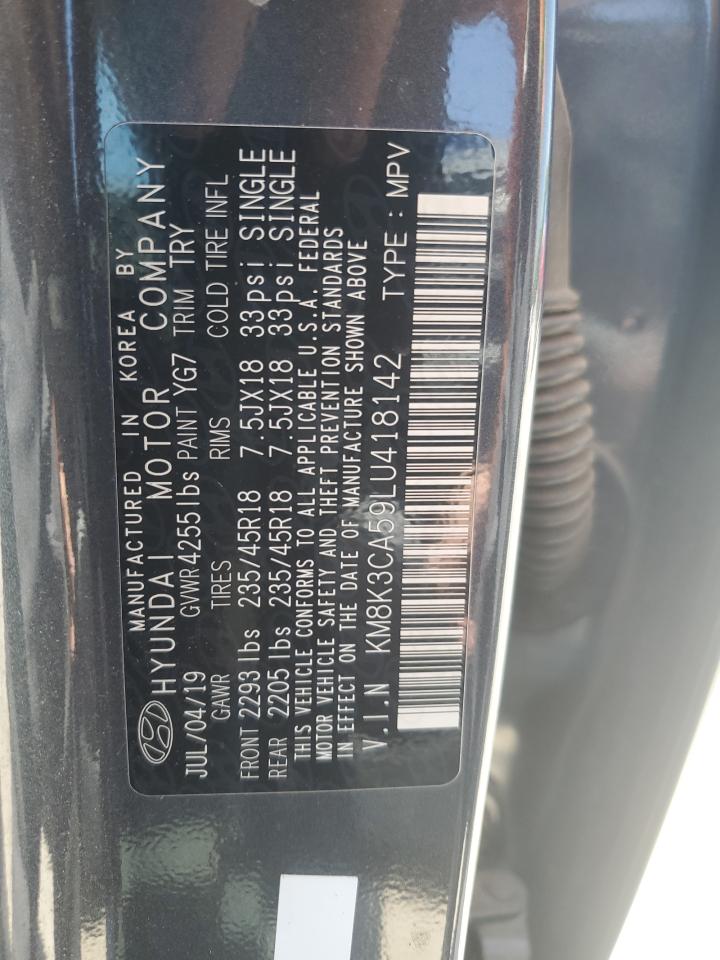 MANUFACTURED IN KOREA BY
HYUNDAI MOTOR COMPANY
JUL/04/19 GVWR 4255 lbs PAINT YG7 TRIM TRY
GAWR TIRES RIMS COLD TIRE INFL
FRONT 2293 lbs 235/45R18 7.5JX18 33psi SINGLE
REAR 2205 lbs 235/45R18 7.5JX18 33psi SINGLE
THIS VEHICLE CONFORMS TO ALL APPLICABLE U.S.A. FEDERAL
MOTOR VEHICLE SAFETY AND THEFT PREVENTION STANDARDS
IN EFFECT ON THE DATE OF MANUFACTURE SHOWN ABOVE
V.I.N KM8K3CA59LU418142 TYPE : MPV